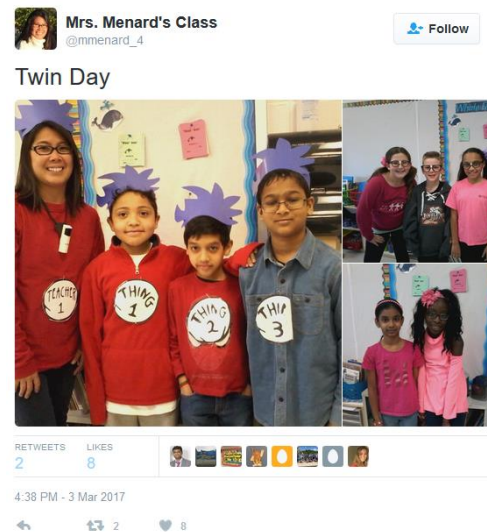 Mrs. Menard's Class
@mmenard_4
Follow
Twin Day
TEACHER
1
THING
1
THING
2
THI
3
RETWEETS
LIKES
2
8
4:38 PM - 3 Mar 2017
2
8